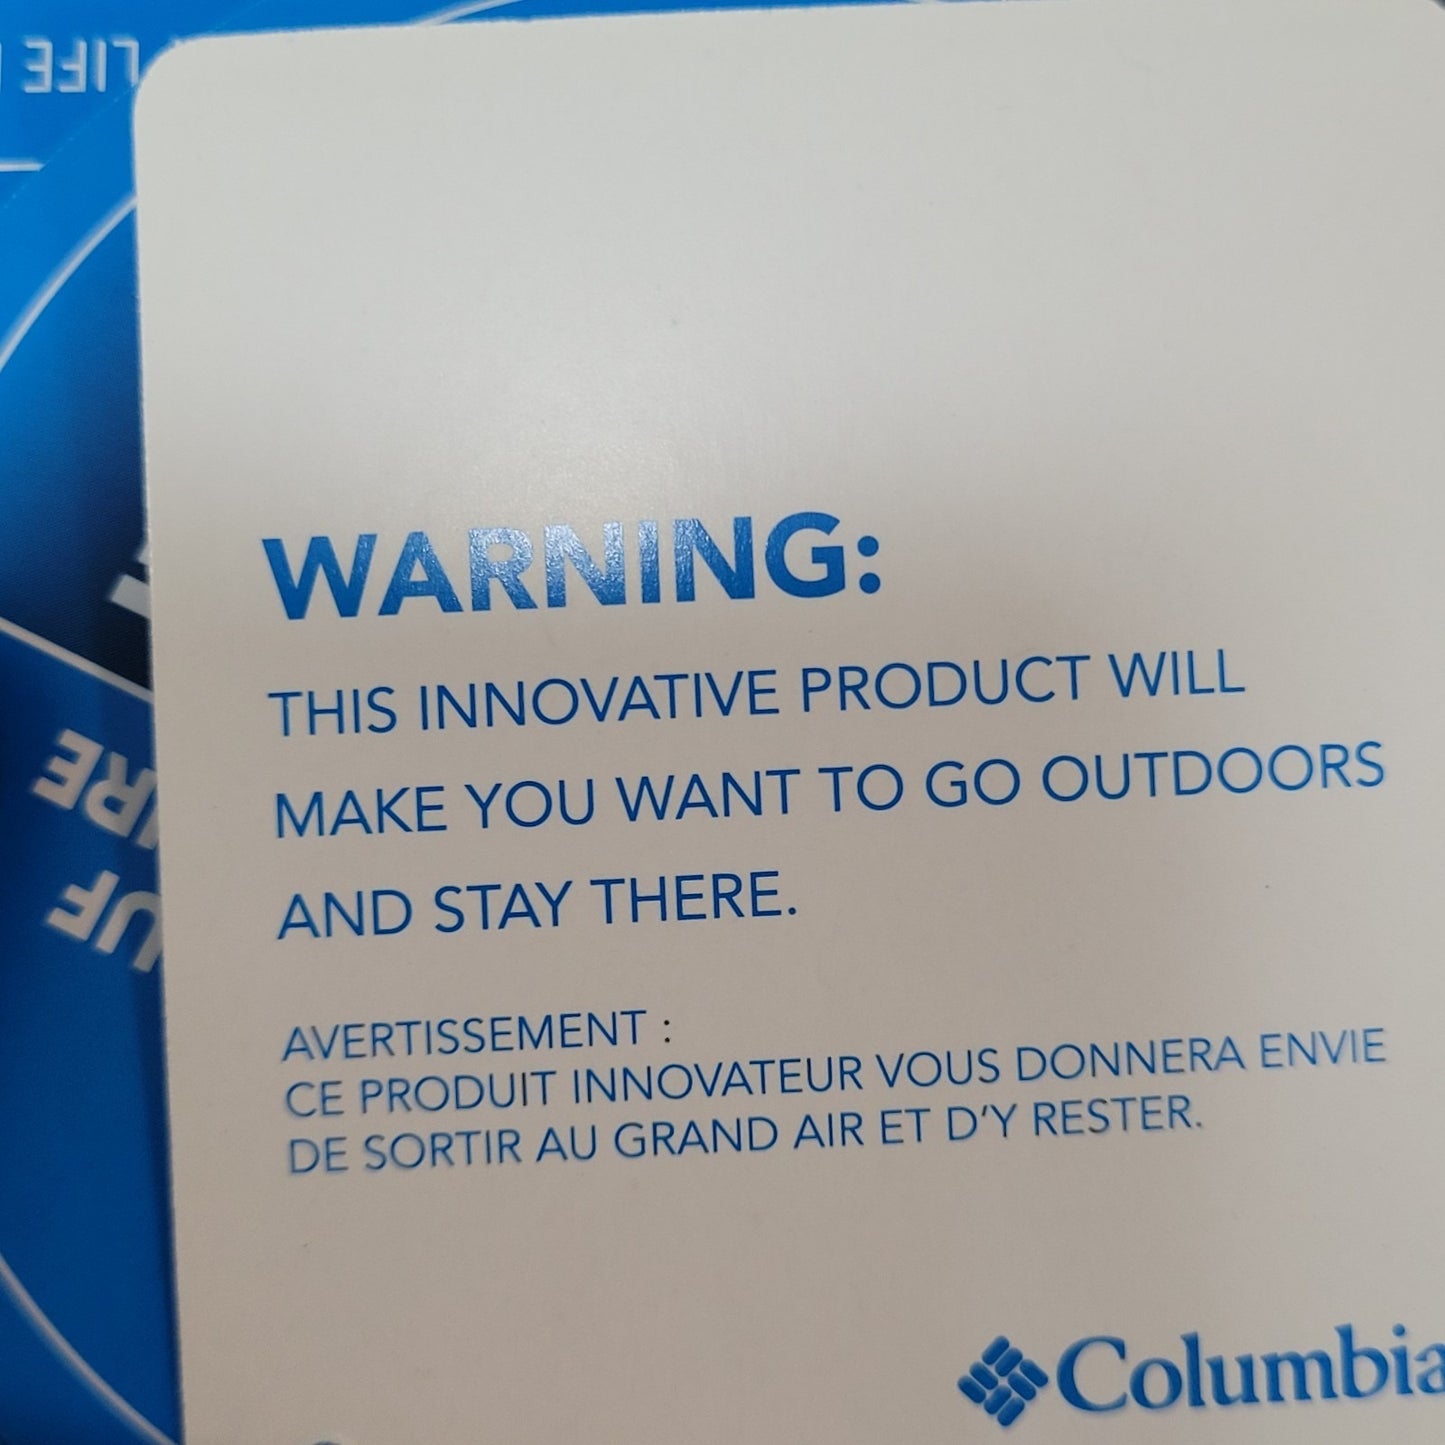 LIFE
WARNING:
THIS INNOVATIVE PRODUCT WILL
MAKE YOU WANT TO GO OUTDOORS
AND STAY THERE.
AVERTISSEMENT :
CE PRODUIT INNOVATEUR VOUS DONNERA ENVIE
DE SORTIR AU GRAND AIR ET D'Y RESTER.
Columbia